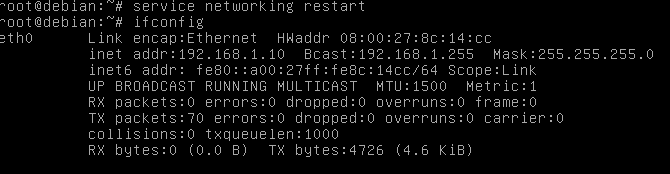 root@debian:~# service networking restart
root@debian:~# ifconfig
eth0      Link encap:Ethernet  HWaddr 08:00:27:8c:14:cc
          inet addr:192.168.1.10  Bcast:192.168.1.255  Mask:255.255.255.0
          inet6 addr: fe80::a00:27ff:fe8c:14cc/64 Scope:Link
          UP BROADCAST RUNNING MULTICAST  MTU:1500  Metric:1
          RX packets:0 errors:0 dropped:0 overruns:0 frame:0
          TX packets:70 errors:0 dropped:0 overruns:0 carrier:0
          collisions:0 txqueuelen:1000
          RX bytes:0 (0.0 B)  TX bytes:4726 (4.6 KiB)